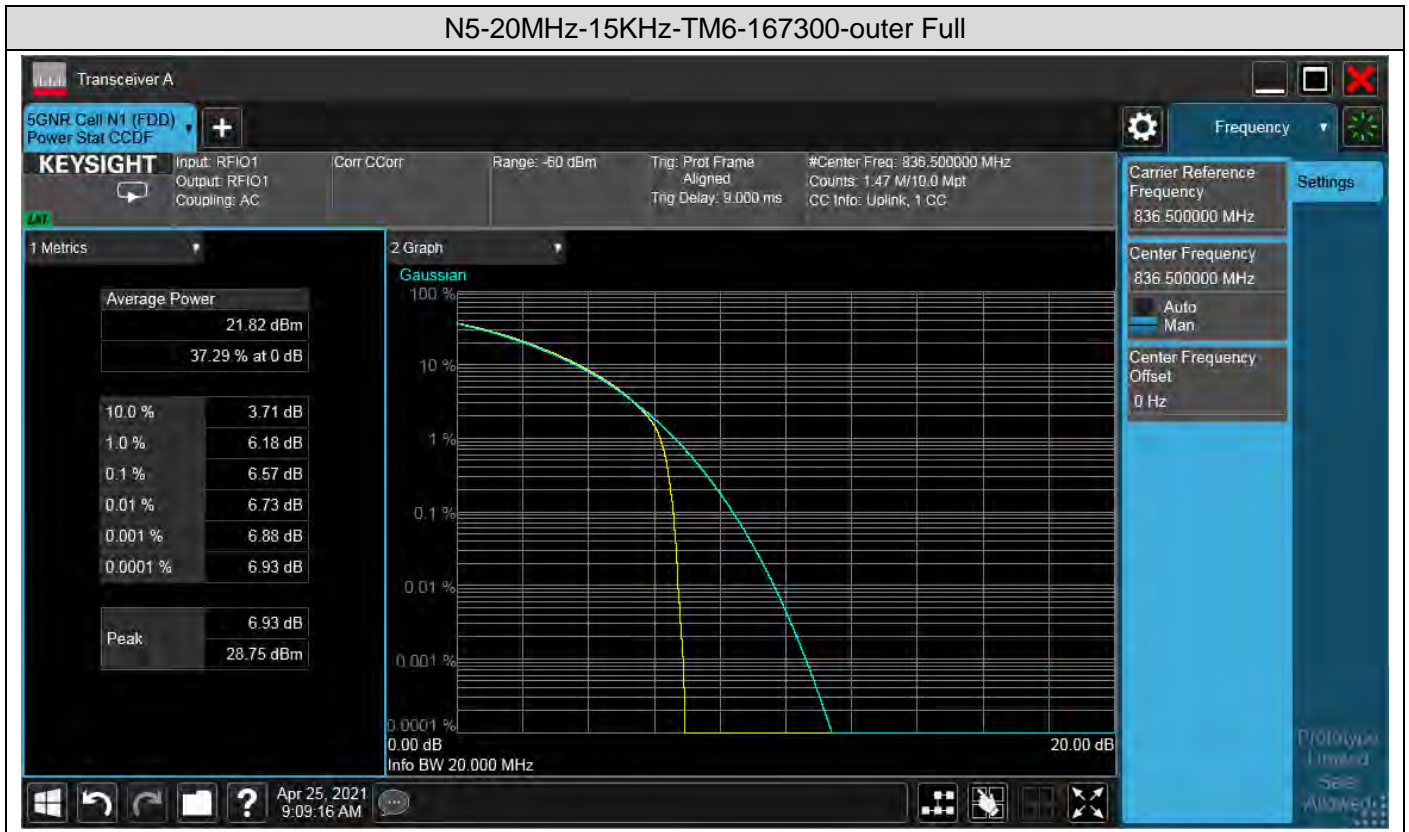 N5-20MHz-15KHz-TM6-167300-outer Full
Transceiver A
5GNR Cell N1 (FDD)
Power Stat CCDF
+
Frequency
KEYSIGHT
Input: RFIO1
Output: RFIO1
Coupling: AC
Corr CCorr
Range: -60 dBm
Trig: Prot Frame
Aligned
Trig Delay: 9.000 ms
#Center Freq: 836.500000 MHz
Counts: 1.47 M/10.0 Mpt
CC Info: Uplink, 1 CC
LXI
Carrier Reference
Frequency
836.500000 MHz
Settings
Center Frequency
836.500000 MHz
Auto
Man
Center Frequency
Offset
0 Hz
1 Metrics
Average Power
21.82 dBm
37.29 % at 0 dB
10.0 % 3.71 dB
1.0 % 6.18 dB
0.1 % 6.57 dB
0.01 % 6.73 dB
0.001 % 6.88 dB
0.0001 % 6.93 dB
Peak
6.93 dB
28.75 dBm
2 Graph
Gaussian
100 %
10 %
1 %
0.1 %
0.01 %
0.001 %
0.0001 %
0.00 dB
20.00 dB
Info BW 20.000 MHz
Prototype
Limited
Sale
Allowed
?
Apr 25, 2021
9:09:16 AM